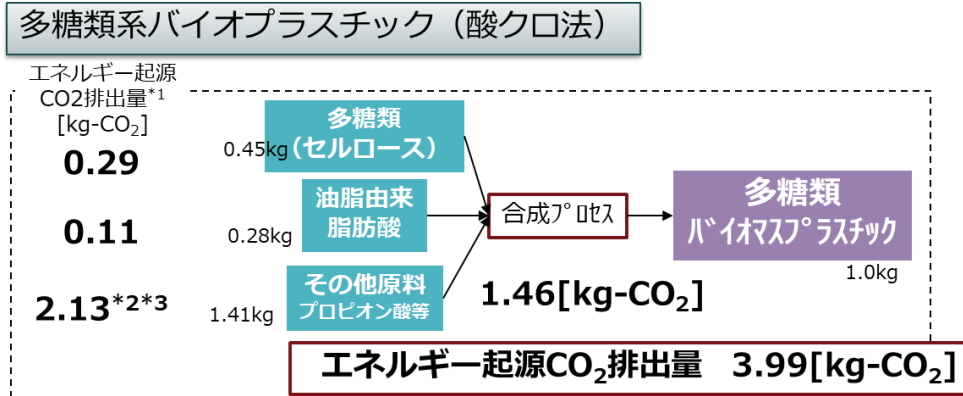 多糖類系バイオプラスチック（酸クロ法）
エネルギー起源
CO2排出量*1
[kg-CO2]
0.29
0.45kg
多糖類
（セルロース）
0.11
0.28kg
油脂由来
脂肪酸
2.13*2*3
1.41kg
その他原料
プロピオン酸等
合成ﾌﾟﾛｾｽ
1.46[kg-CO2]
多糖類
ﾊﾞｲｵﾏｽﾌﾟﾗｽﾁｯｸ
1.0kg
エネルギー起源CO2排出量　3.99[kg-CO2]